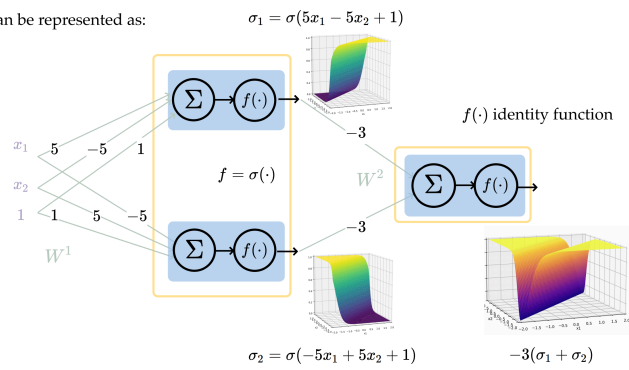 an be represented as:
σ₁ = σ(5x₁ − 5x₂ + 1)
Σ f(·)
f(·) identity function
x₁ 5 −5 1
−3
f = σ(·)
W²
Σ f(·)
x₂
1 1 5 −5
−3
W¹
Σ f(·)
σ₂ = σ(−5x₁ + 5x₂ + 1)
−3(σ₁ + σ₂)